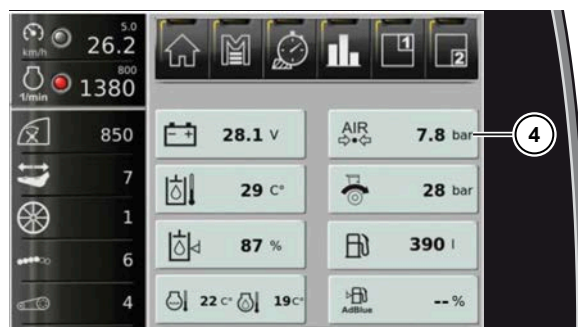 5.0
km/h 26.2
800
1/min 1380
850
7
1
6
4
M 1 2
28.1 V
29 C°
87 %
22 C° 19 C°
AIR 7.8 bar
28 bar
390 l
AdBlue --%
4